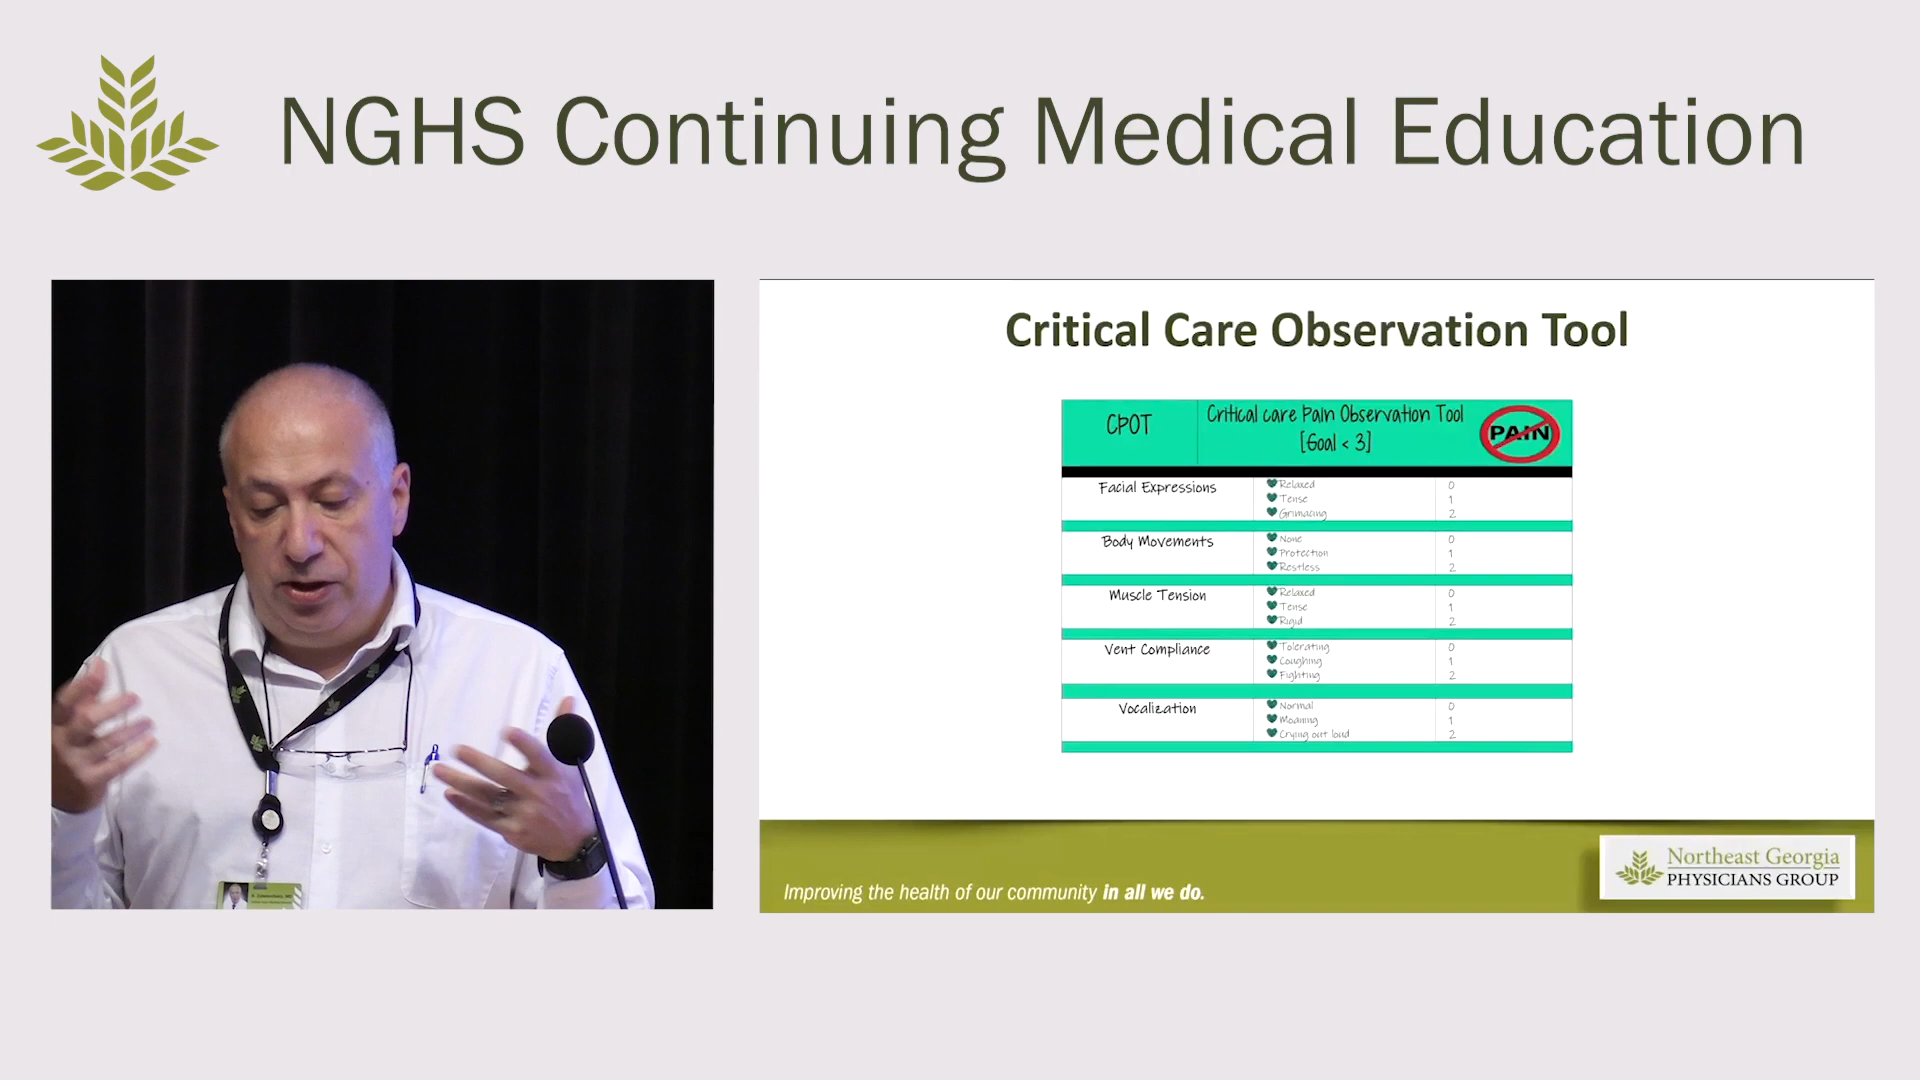 NGHS Continuing Medical Education
Critical Care Observation Tool
CPOT
Critical care Pain Observation Tool
[Goal < 3]
PAIN
Facial Expressions
Relaxed 0
Tense 1
Grimacing 2
Body Movements
None 0
Protection 1
Restless 2
Muscle Tension
Relaxed 0
Tense 1
Rigid 2
Vent Compliance
Tolerating 0
Coughing 1
Fighting 2
Vocalization
Normal 0
Moaning 1
Crying out loud 2
Improving the health of our community in all we do.
Northeast Georgia
PHYSICIANS GROUP